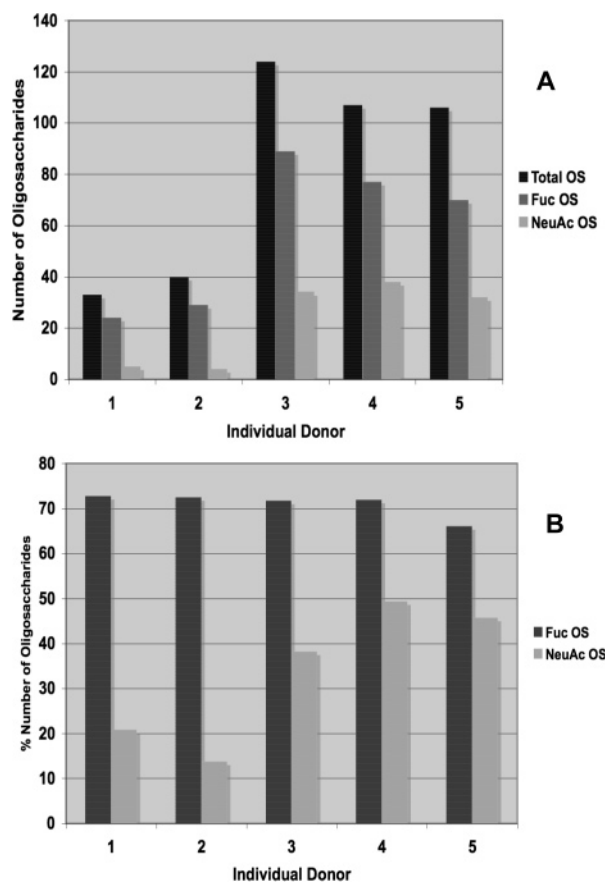 140
120
100
80
60
40
20
0
Number of Oligosaccharides
1 2 3 4 5
Individual Donor
A
Total OS
Fuc OS
NeuAc OS
80
70
60
50
40
30
20
10
0
% Number of Oligosaccharides
1 2 3 4 5
Individual Donor
B
Fuc OS
NeuAc OS